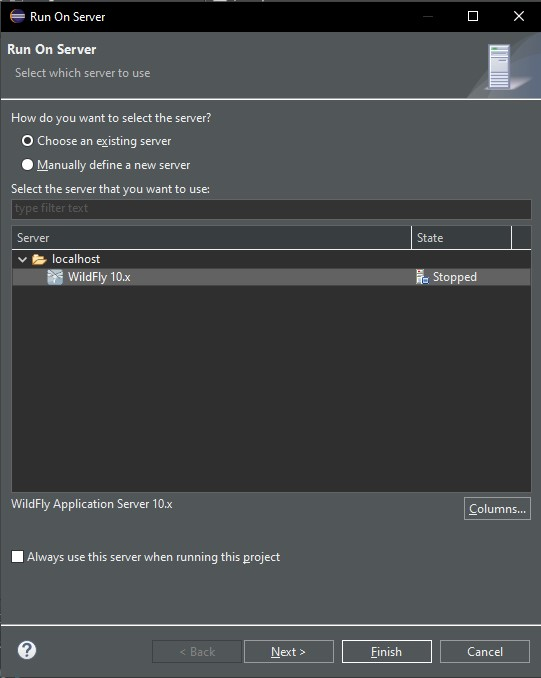 Run On Server
Run On Server
Select which server to use
How do you want to select the server?
Choose an existing server
Manually define a new server
Select the server that you want to use:
type filter text
Server State
localhost
WildFly 10.x Stopped
WildFly Application Server 10.x
Columns...
Always use this server when running this project
? < Back Next > Finish Cancel